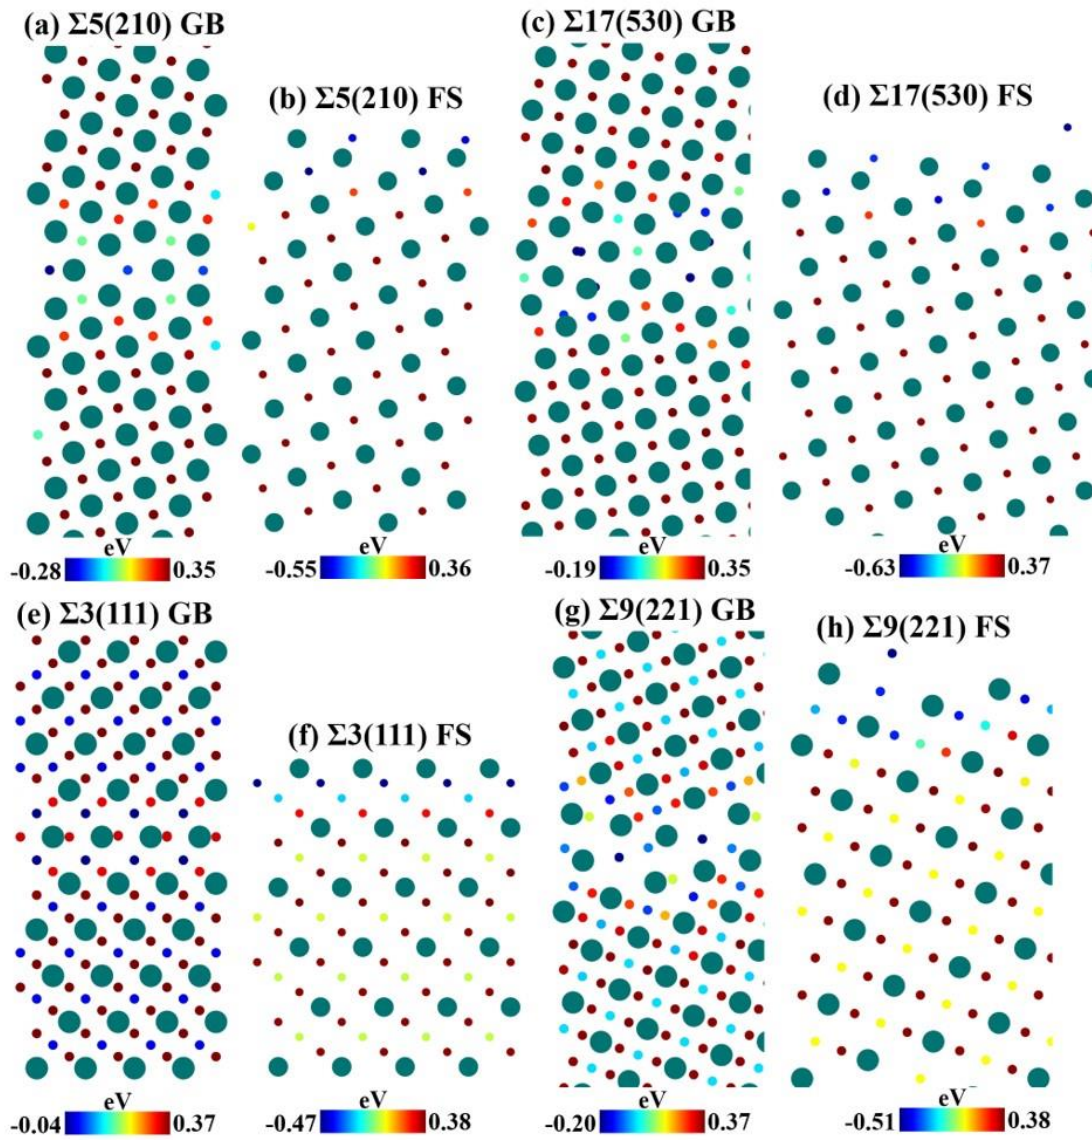 (a) Σ5(210) GB
(b) Σ5(210) FS
(c) Σ17(530) GB
(d) Σ17(530) FS
eV
-0.28 0.35
eV
-0.55 0.36
eV
-0.19 0.35
eV
-0.63 0.37
(e) Σ3(111) GB
(f) Σ3(111) FS
(g) Σ9(221) GB
(h) Σ9(221) FS
eV
-0.04 0.37
eV
-0.47 0.38
eV
-0.20 0.37
eV
-0.51 0.38